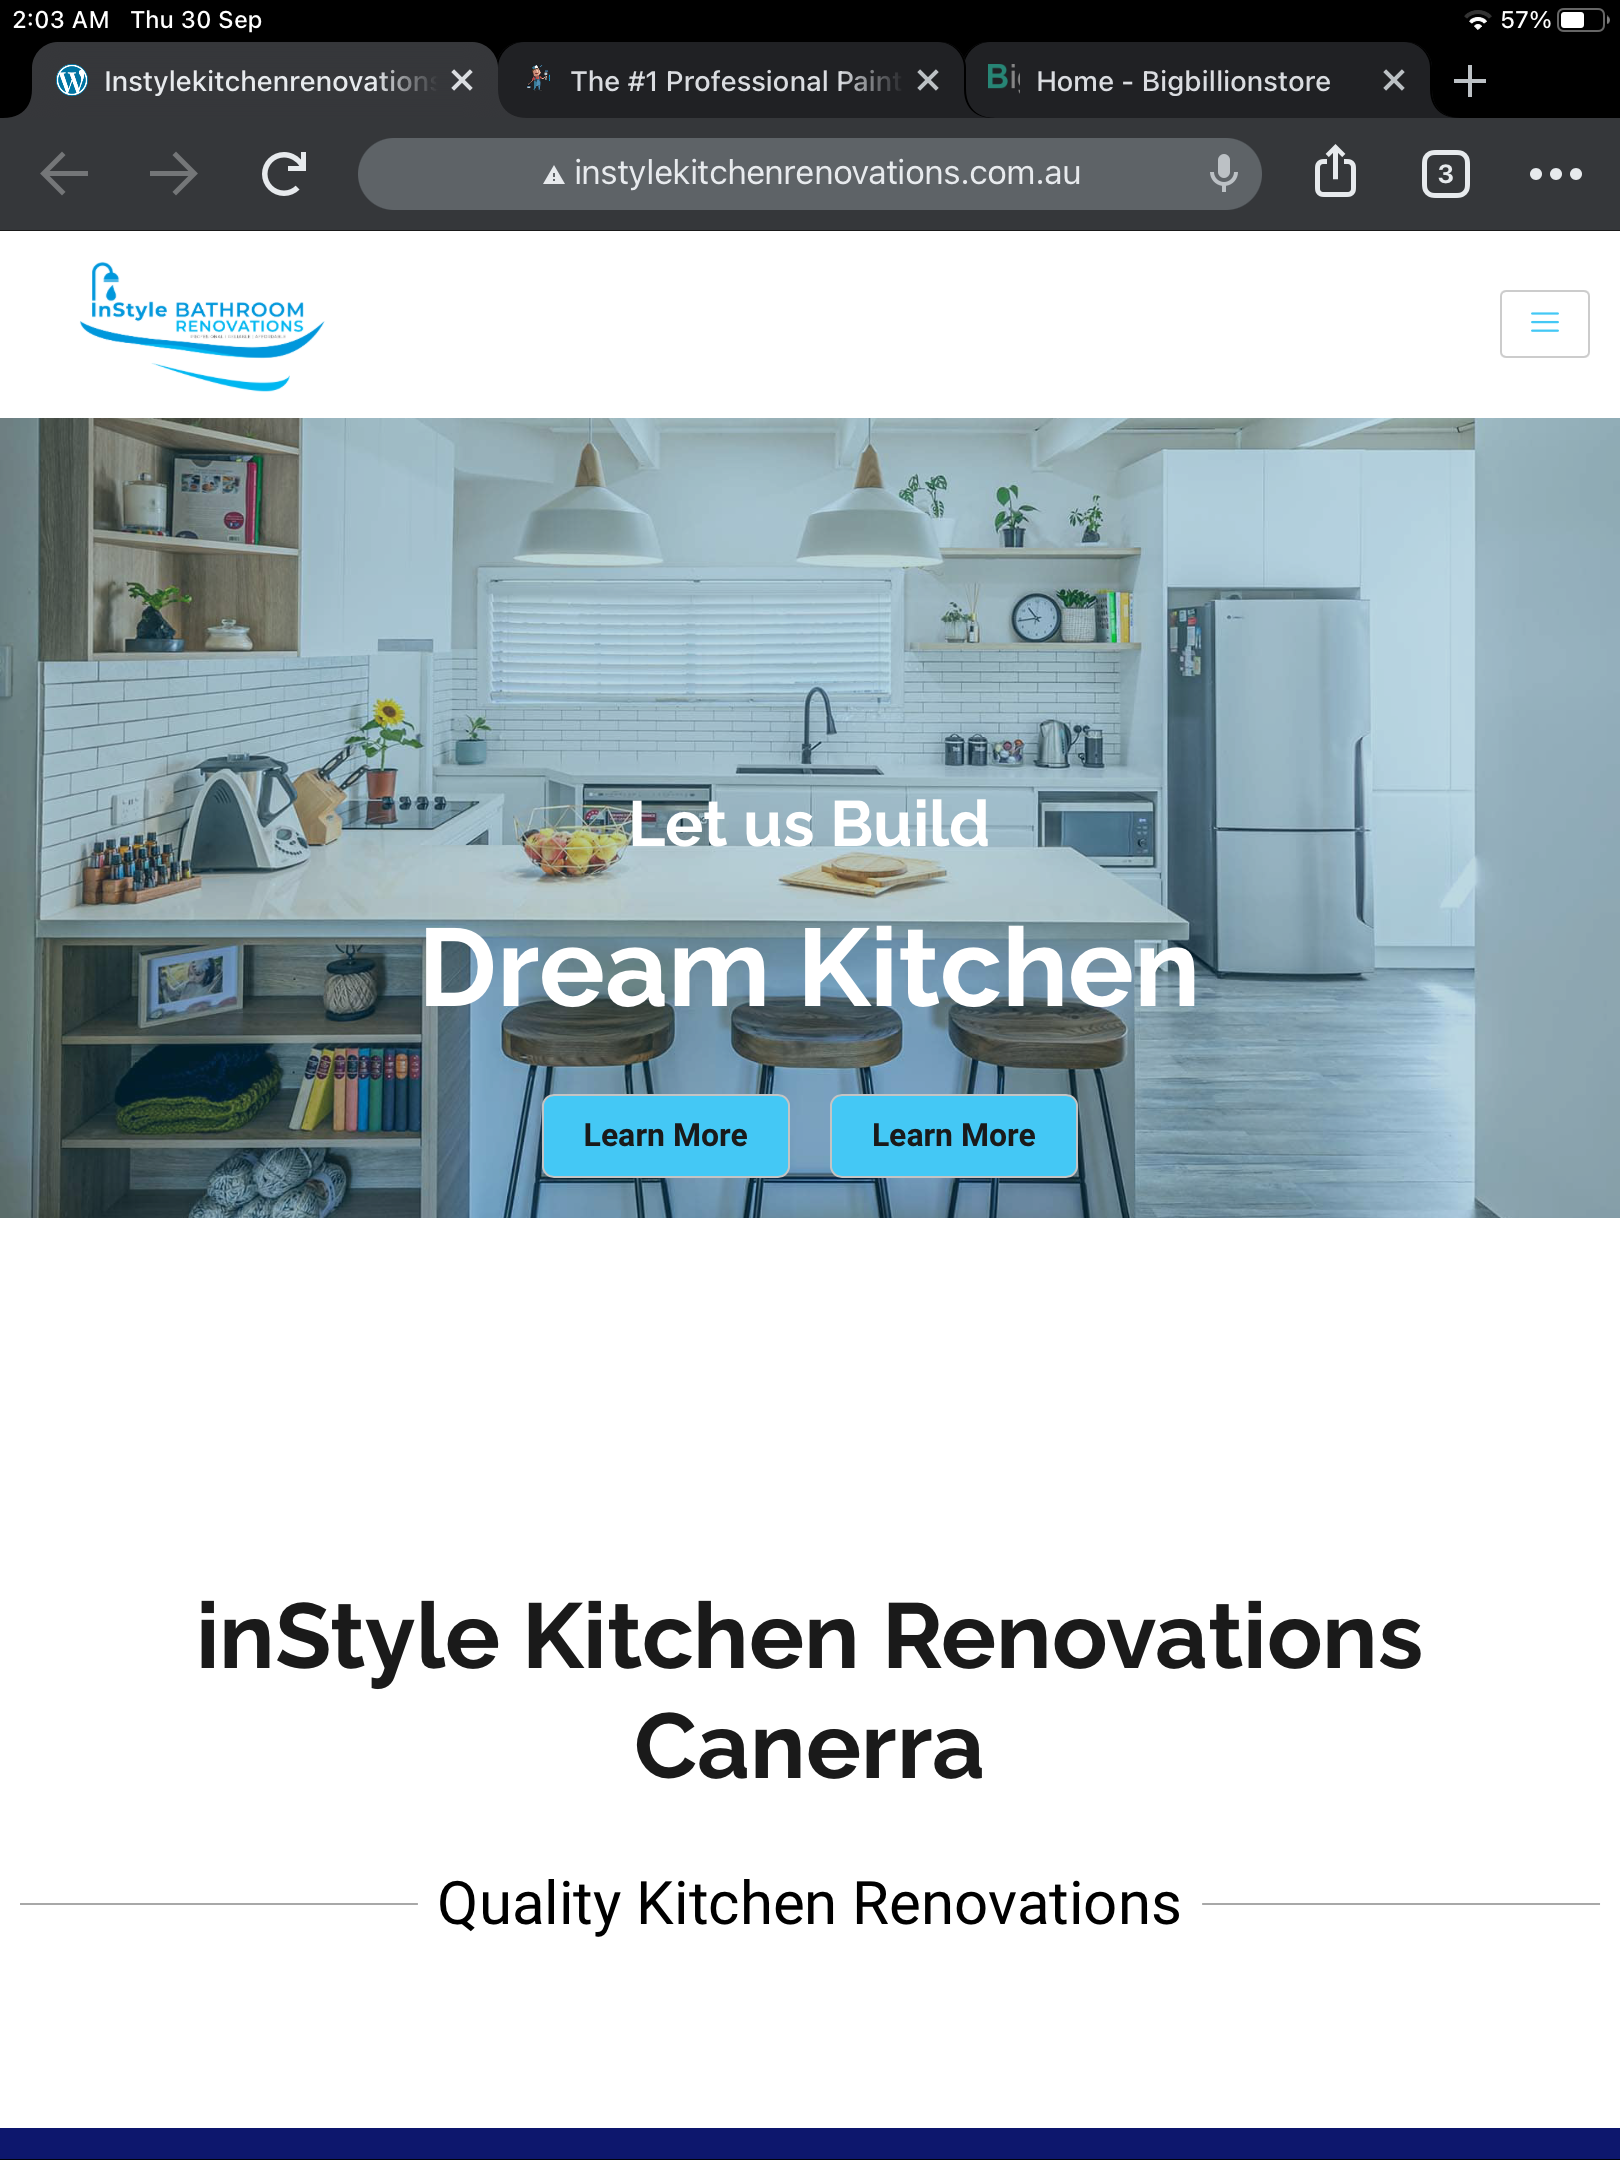 2:03 AM Thu 30 Sep
57%
Instylekitchenrenovations
The #1 Professional Paint
Bi
Home - Bigbillionstore
instylekitchenrenovations.com.au
3
inStyle BATHROOM
RENOVATIONS
Let us Build
Dream Kitchen
Learn More
Learn More
inStyle Kitchen Renovations
Canerra
Quality Kitchen Renovations